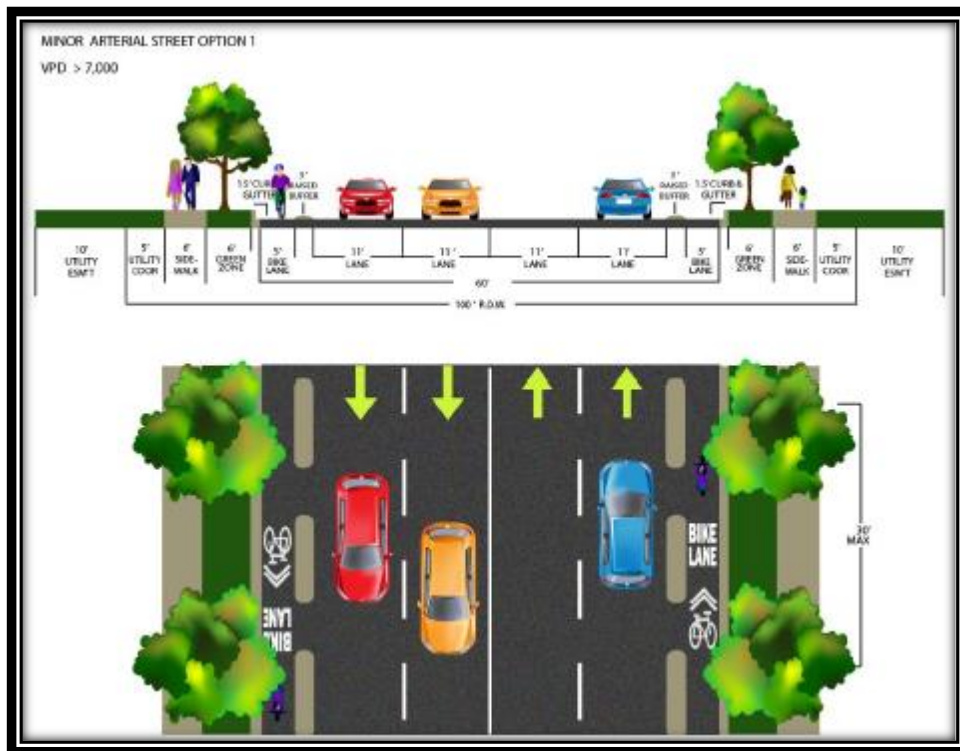 MINOR ARTERIAL STREET OPTION 1
VPD > 7,000
1.5' CURB &
GUTTER
3'
RAISED
BUFFER
3'
RAISED
BUFFER
1.5' CURB &
GUTTER
10'
UTILITY
ESM'T
5'
UTILITY
COOR
6'
SIDE-
WALK
6'
GREEN
ZONE
5'
BIKE
LANE
11'
LANE
11'
LANE
11'
LANE
11'
LANE
5'
BIKE
LANE
6'
GREEN
ZONE
6'
SIDE-
WALK
5'
UTILITY
COOR
10'
UTILITY
ESM'T
60'
100' R.O.W.
BIKE
LANE
30'
MAX
BIKE
LANE